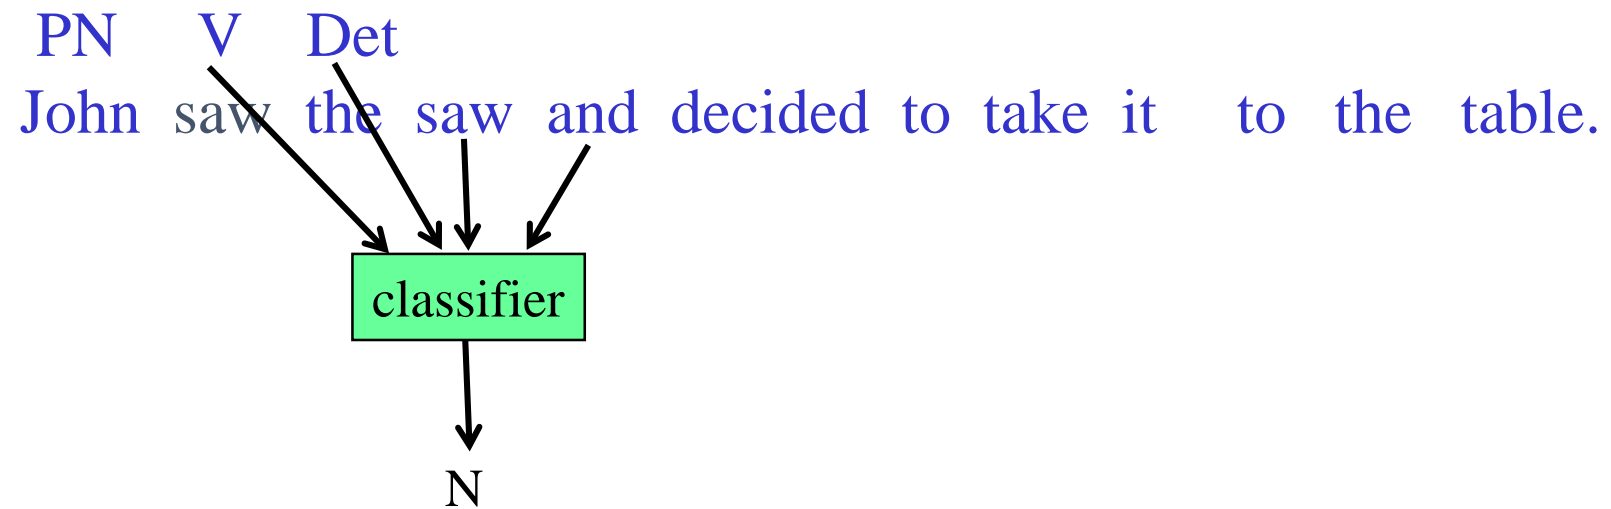 PN V Det
John saw the saw and decided to take it to the table.
classifier
N